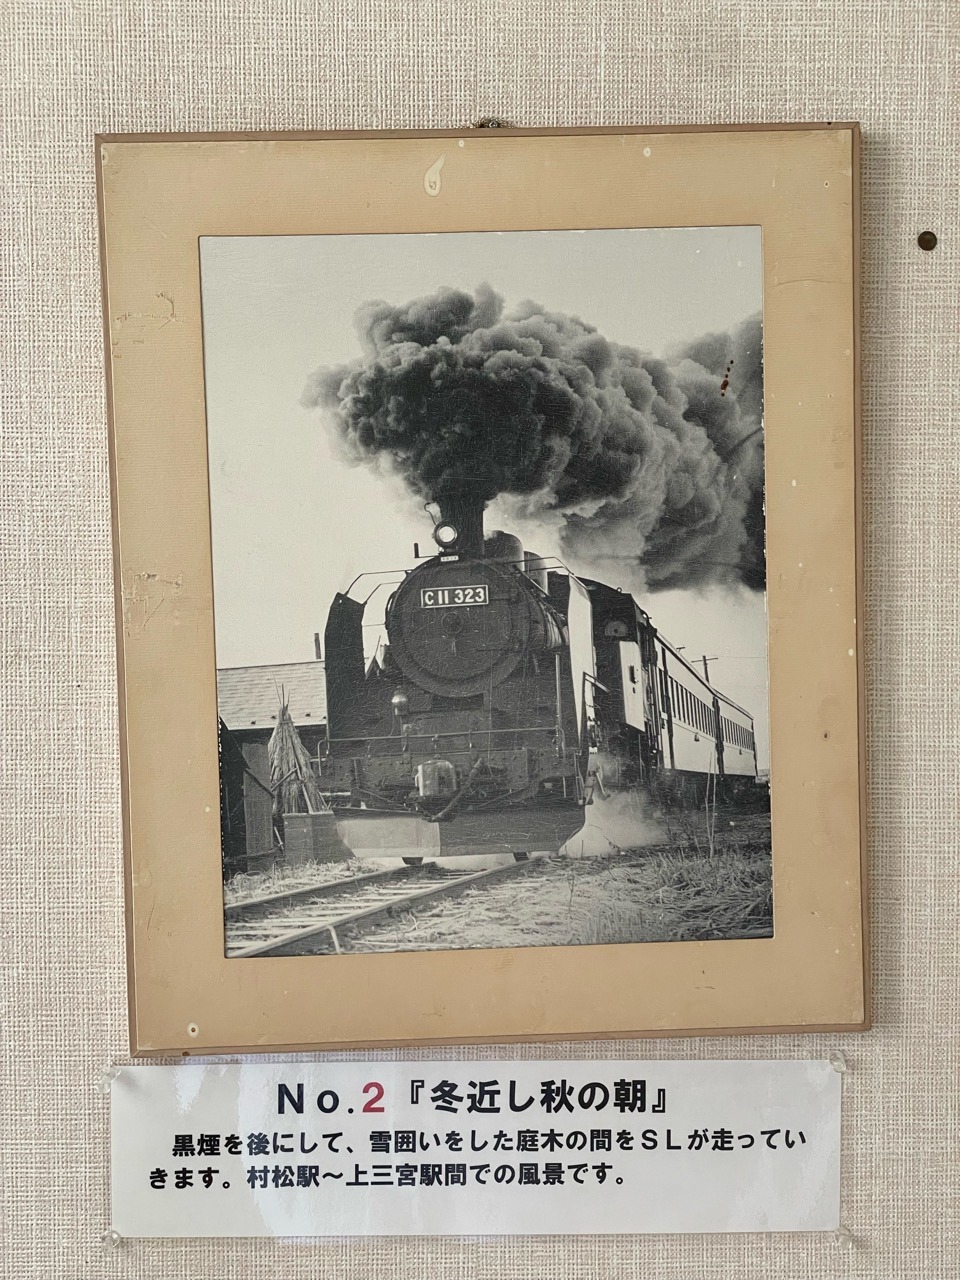 C11 323
No.2『冬近し秋の朝』
黒煙を後にして、雪囲いをした庭木の間をSLが走ってい
きます。村松駅～上三宮駅間での風景です。